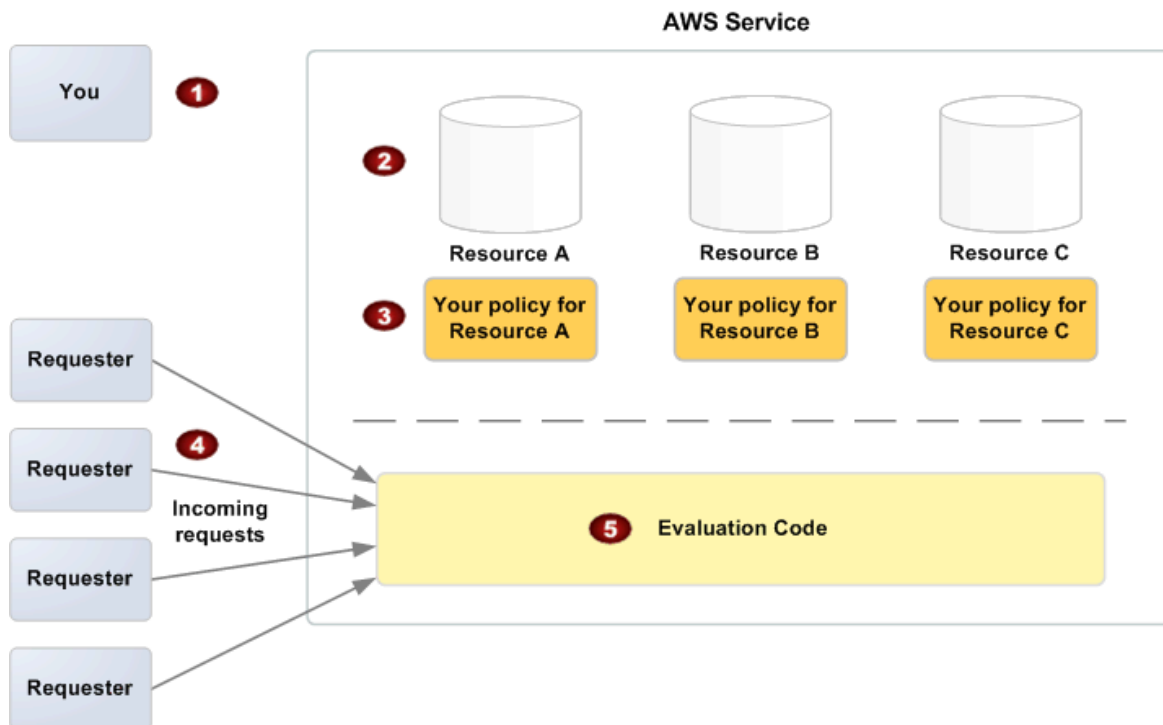 AWS Service
You
1
2
Resource A
Resource B
Resource C
3
Your policy for
Resource A
Your policy for
Resource B
Your policy for
Resource C
Requester
4
Requester
Incoming
requests
5
Evaluation Code
Requester
Requester